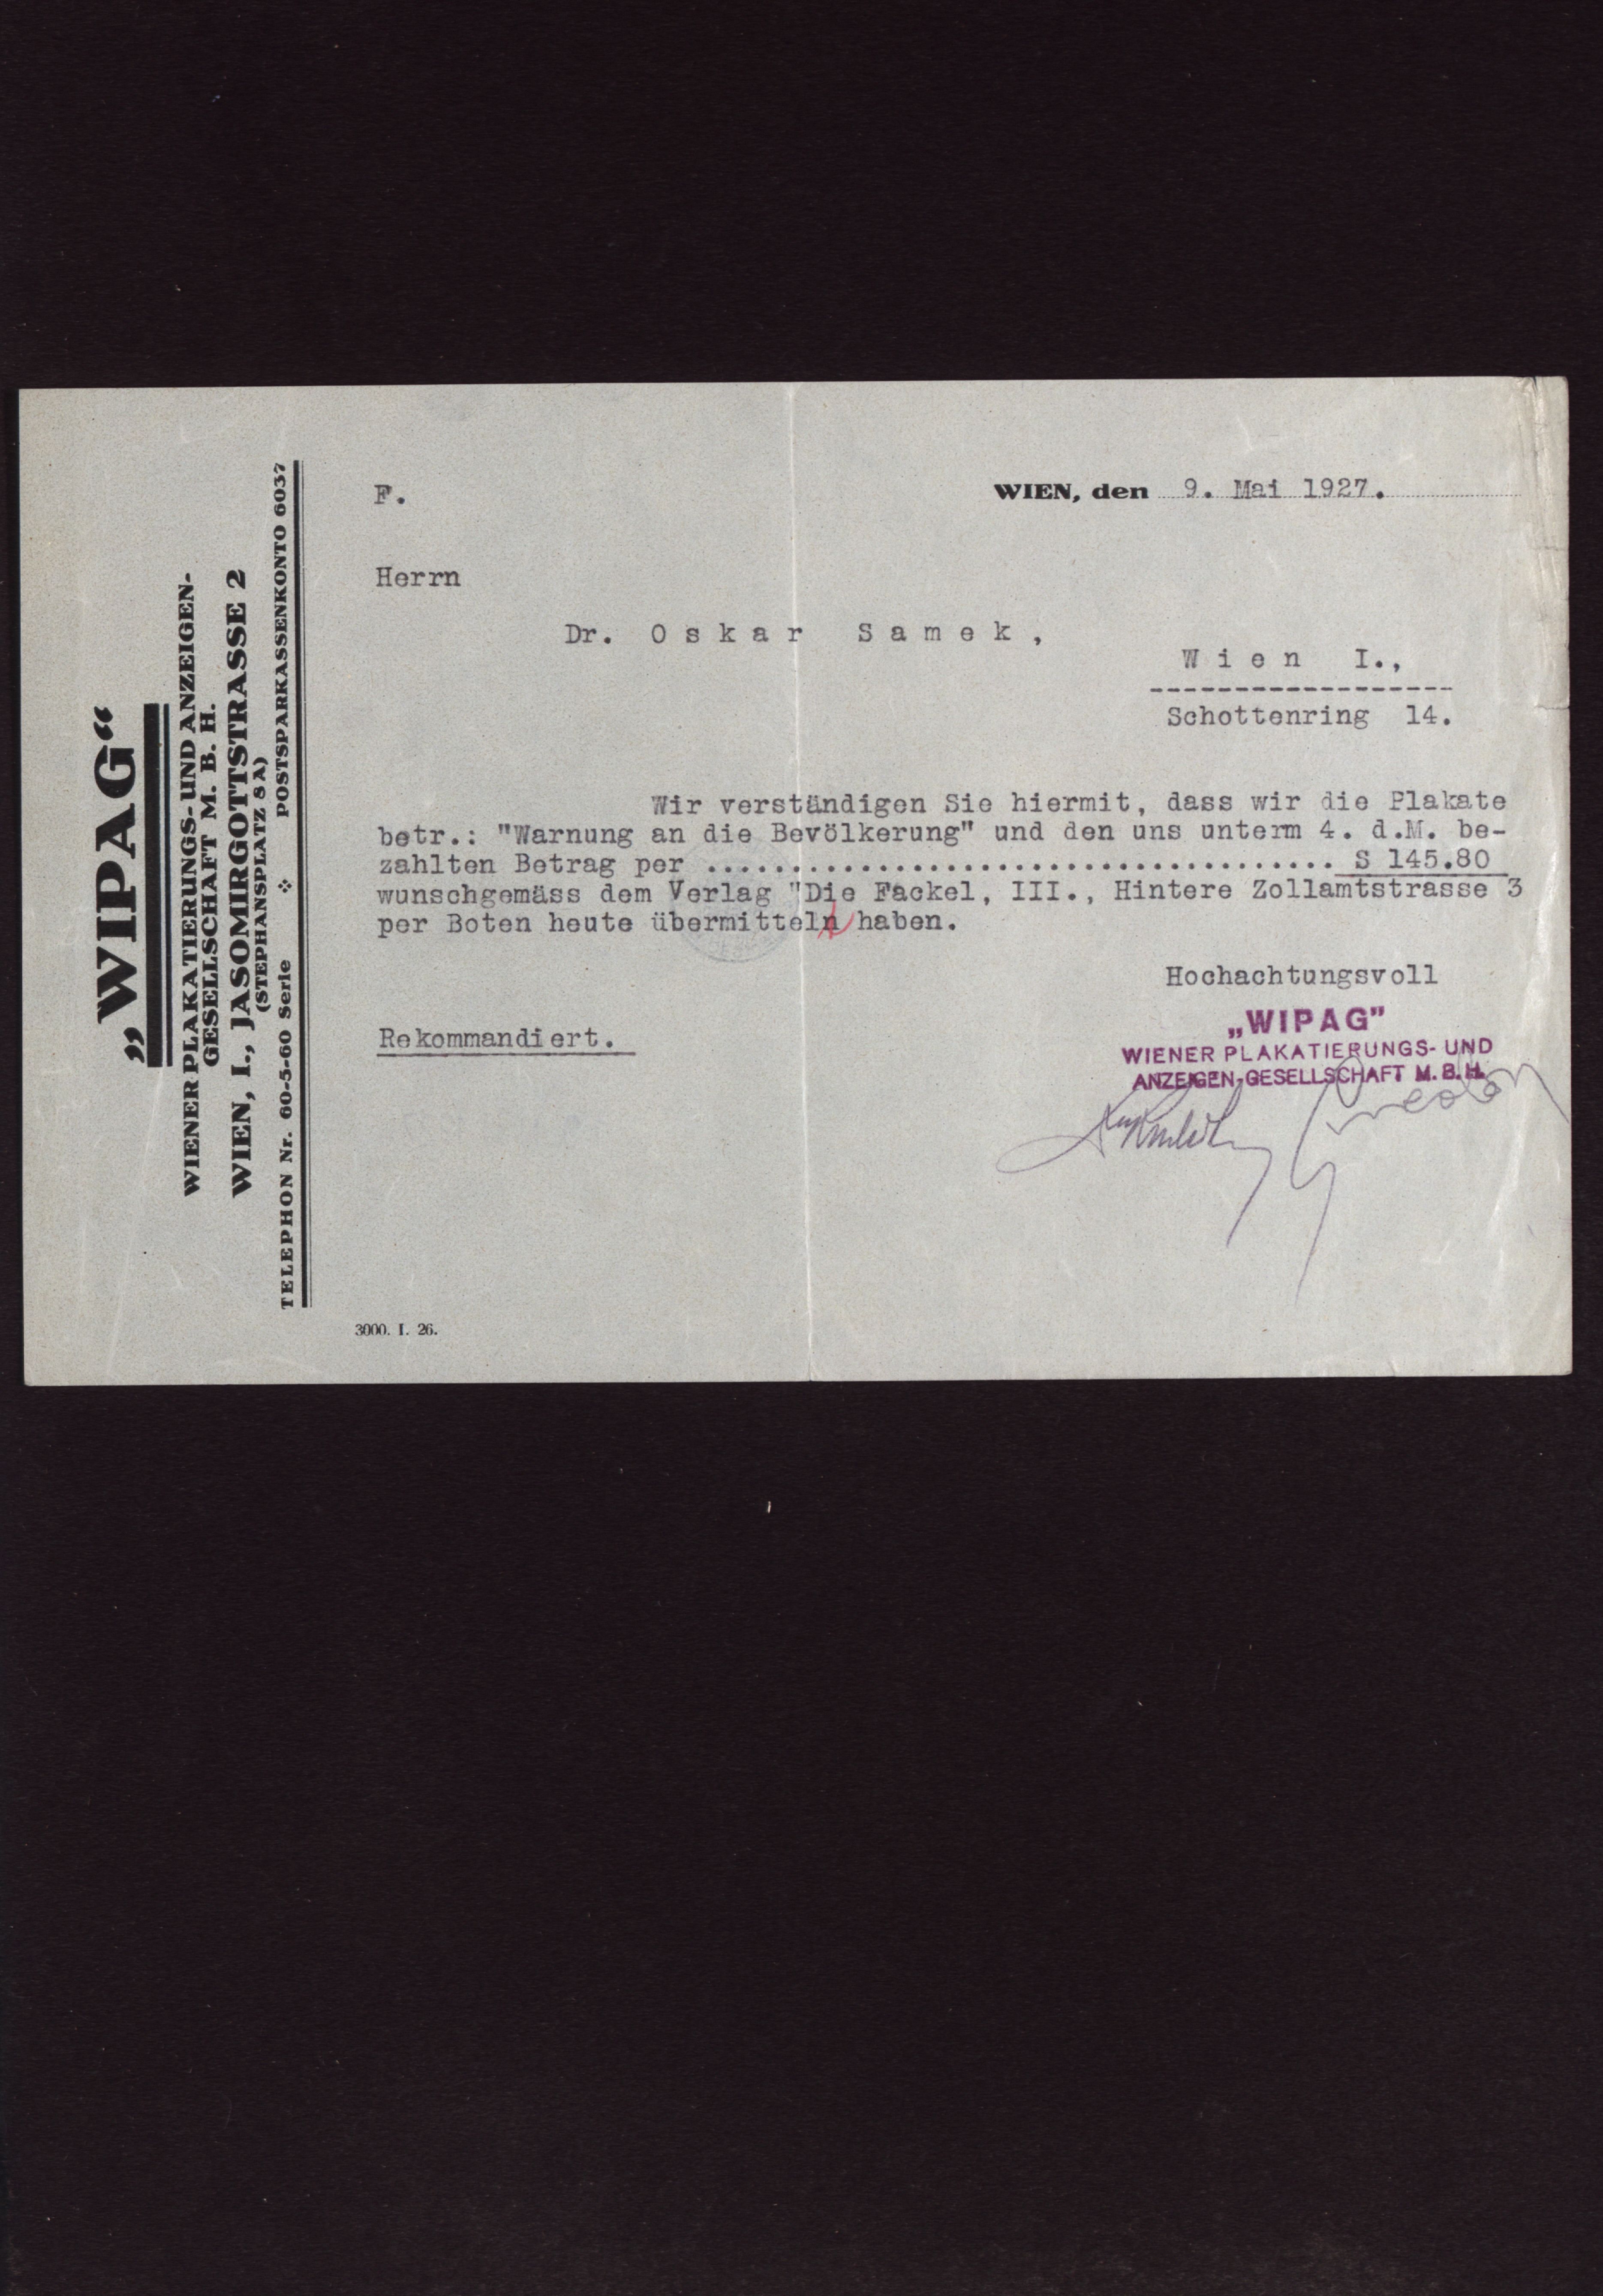 „WIPAG“
WIENER PLAKATIERUNGS- UND ANZEIGEN-
GESELLSCHAFT M. B. H.
WIEN, I., JASOMIRGOTTSTRASSE 2
(STEPHANSPLATZ 8 A)
TELEPHON Nr. 60-5-60 Serie ❖ POSTSPARKASSENKONTO 6037
F.
WIEN, den 9. Mai 1927.
Herrn
Dr. Oskar Samek,
Wien I.,
Schottenring 14.
Wir verständigen Sie hiermit, dass wir die Plakate
betr.: "Warnung an die Bevölkerung" und den uns unterm 4. d.M. be-
zahlten Betrag per ..................................... S 145.80
wunschgemäss dem Verlag "Die Fackel, III., Hintere Zollamtstrasse 3
per Boten heute übermitteln haben.
Hochachtungsvoll
„WIPAG”
WIENER PLAKATIERUNGS- UND
ANZEIGEN-GESELLSCHAFT M. B. H.
Rekommandiert.
3000. I. 26.